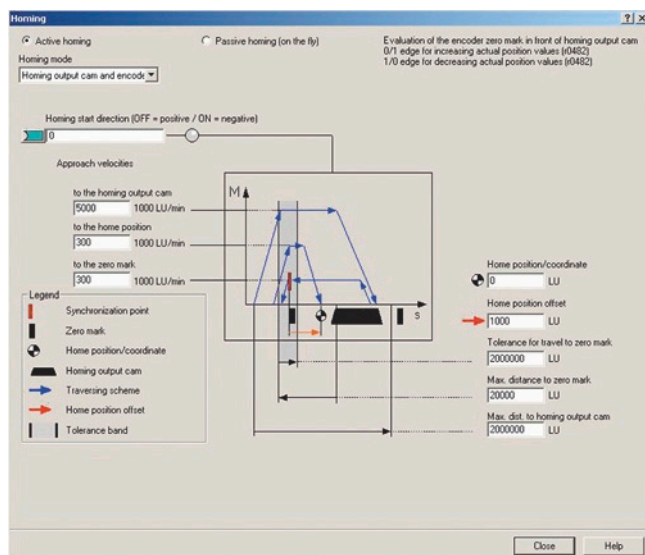 Homing
Active homing
Passive homing (on the fly)
Evaluation of the encoder zero mark in front of homing output cam
0/1 edge for increasing actual position values (r0482)
1/0 edge for decreasing actual position values (r0482)
Homing mode
Homing output cam and encode
Homing start direction (OFF = positive / ON = negative)
0
Approach velocities
to the homing output cam
5000 1000 LU/min
to the home position
300 1000 LU/min
to the zero mark
300 1000 LU/min
M
s
Legend
Synchronization point
Zero mark
Home position/coordinate
Homing output cam
Traversing scheme
Home position offset
Tolerance band
Home position/coordinate
0 LU
Home position offset
1000 LU
Tolerance for travel to zero mark
2000000 LU
Max. distance to zero mark
20000 LU
Max. dist. to homing output cam
2000000 LU
Close
Help